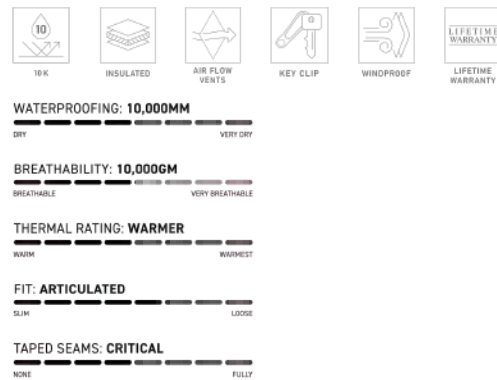 10
LIFETIME
WARRANTY
10 K
INSULATED
AIR FLOW
VENTS
KEY CLIP
WINDPROOF
LIFETIME
WARRANTY
WATERPROOFING: 10,000MM
DRY
VERY DRY
BREATHABILITY: 10,000GM
BREATHABLE
VERY BREATHABLE
THERMAL RATING: WARMER
WARM
WARMEST
FIT: ARTICULATED
SLIM
LOOSE
TAPED SEAMS: CRITICAL
NONE
FULLY